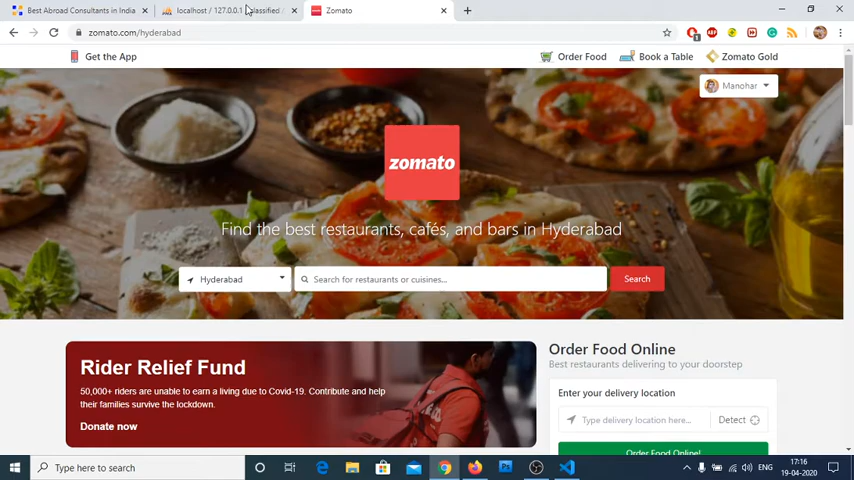 Best Abroad Consultants in India
localhost / 127.0.0.1
lassified /
Zomato
zomato.com/hyderabad
ABP
1
Get the App
Order Food
Book a Table
Zomato Gold
Manohar
zomato
Find the best restaurants, cafés, and bars in Hyderabad
Hyderabad
Search for restaurants or cuisines...
Search
Rider Relief Fund
50,000+ riders are unable to earn a living due to Covid-19. Contribute and help
their families survive the lockdown.
Donate now
Order Food Online
Best restaurants delivering to your doorstep
Enter your delivery location
Type delivery location here...
Detect
Order Food Online!
Type here to search
ENG
17:16
19-04-2020